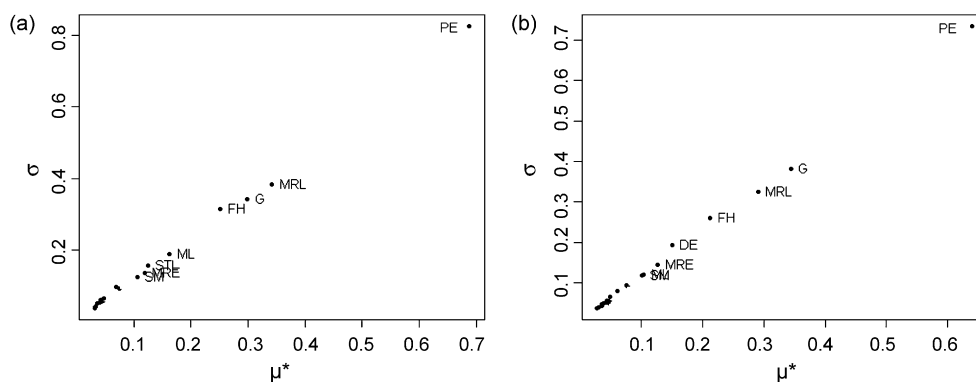 (a)
PE
MRL
G
FH
ML
STL
MRE
SM
0.8
0.6
0.4
0.2
σ
0.1 0.2 0.3 0.4 0.5 0.6 0.7
μ*
(b)
PE
G
MRL
FH
DE
MRE
ML
SM
0.7
0.6
0.5
0.4
0.3
0.2
0.1
σ
0.1 0.2 0.3 0.4 0.5 0.6
μ*